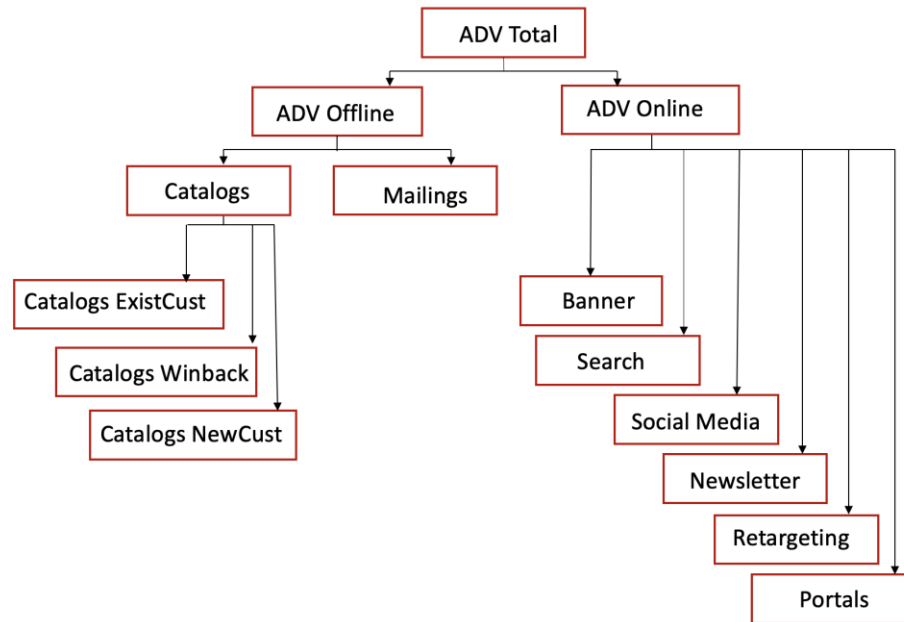 ADV Total
ADV Offline
ADV Online
Catalogs
Mailings
Catalogs ExistCust
Banner
Catalogs Winback
Search
Catalogs NewCust
Social Media
Newsletter
Retargeting
Portals